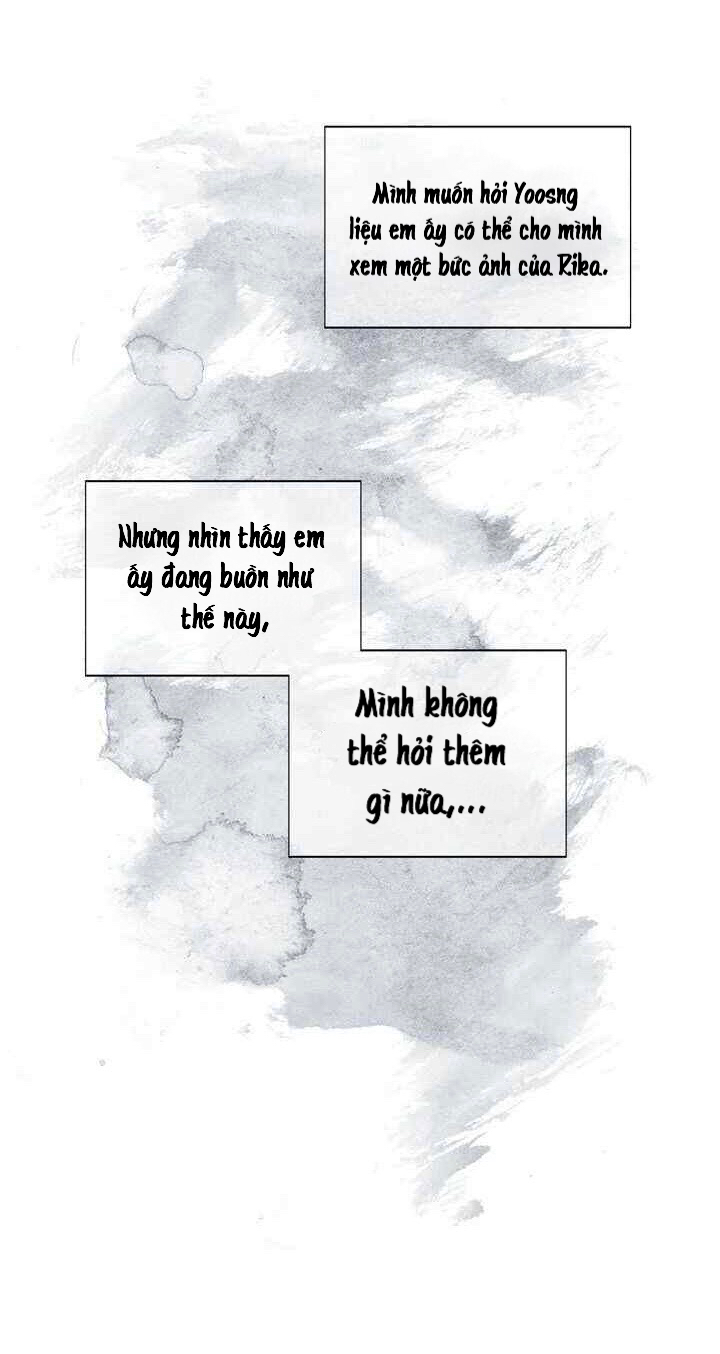 Mình muốn hỏi Yoosng
liệu em ấy có thể cho mình
xem một bức ảnh của Rika.
Nhưng nhìn thấy em
ấy đang buồn như
thế này,
Mình không
thể hỏi thêm
gì nữa,...